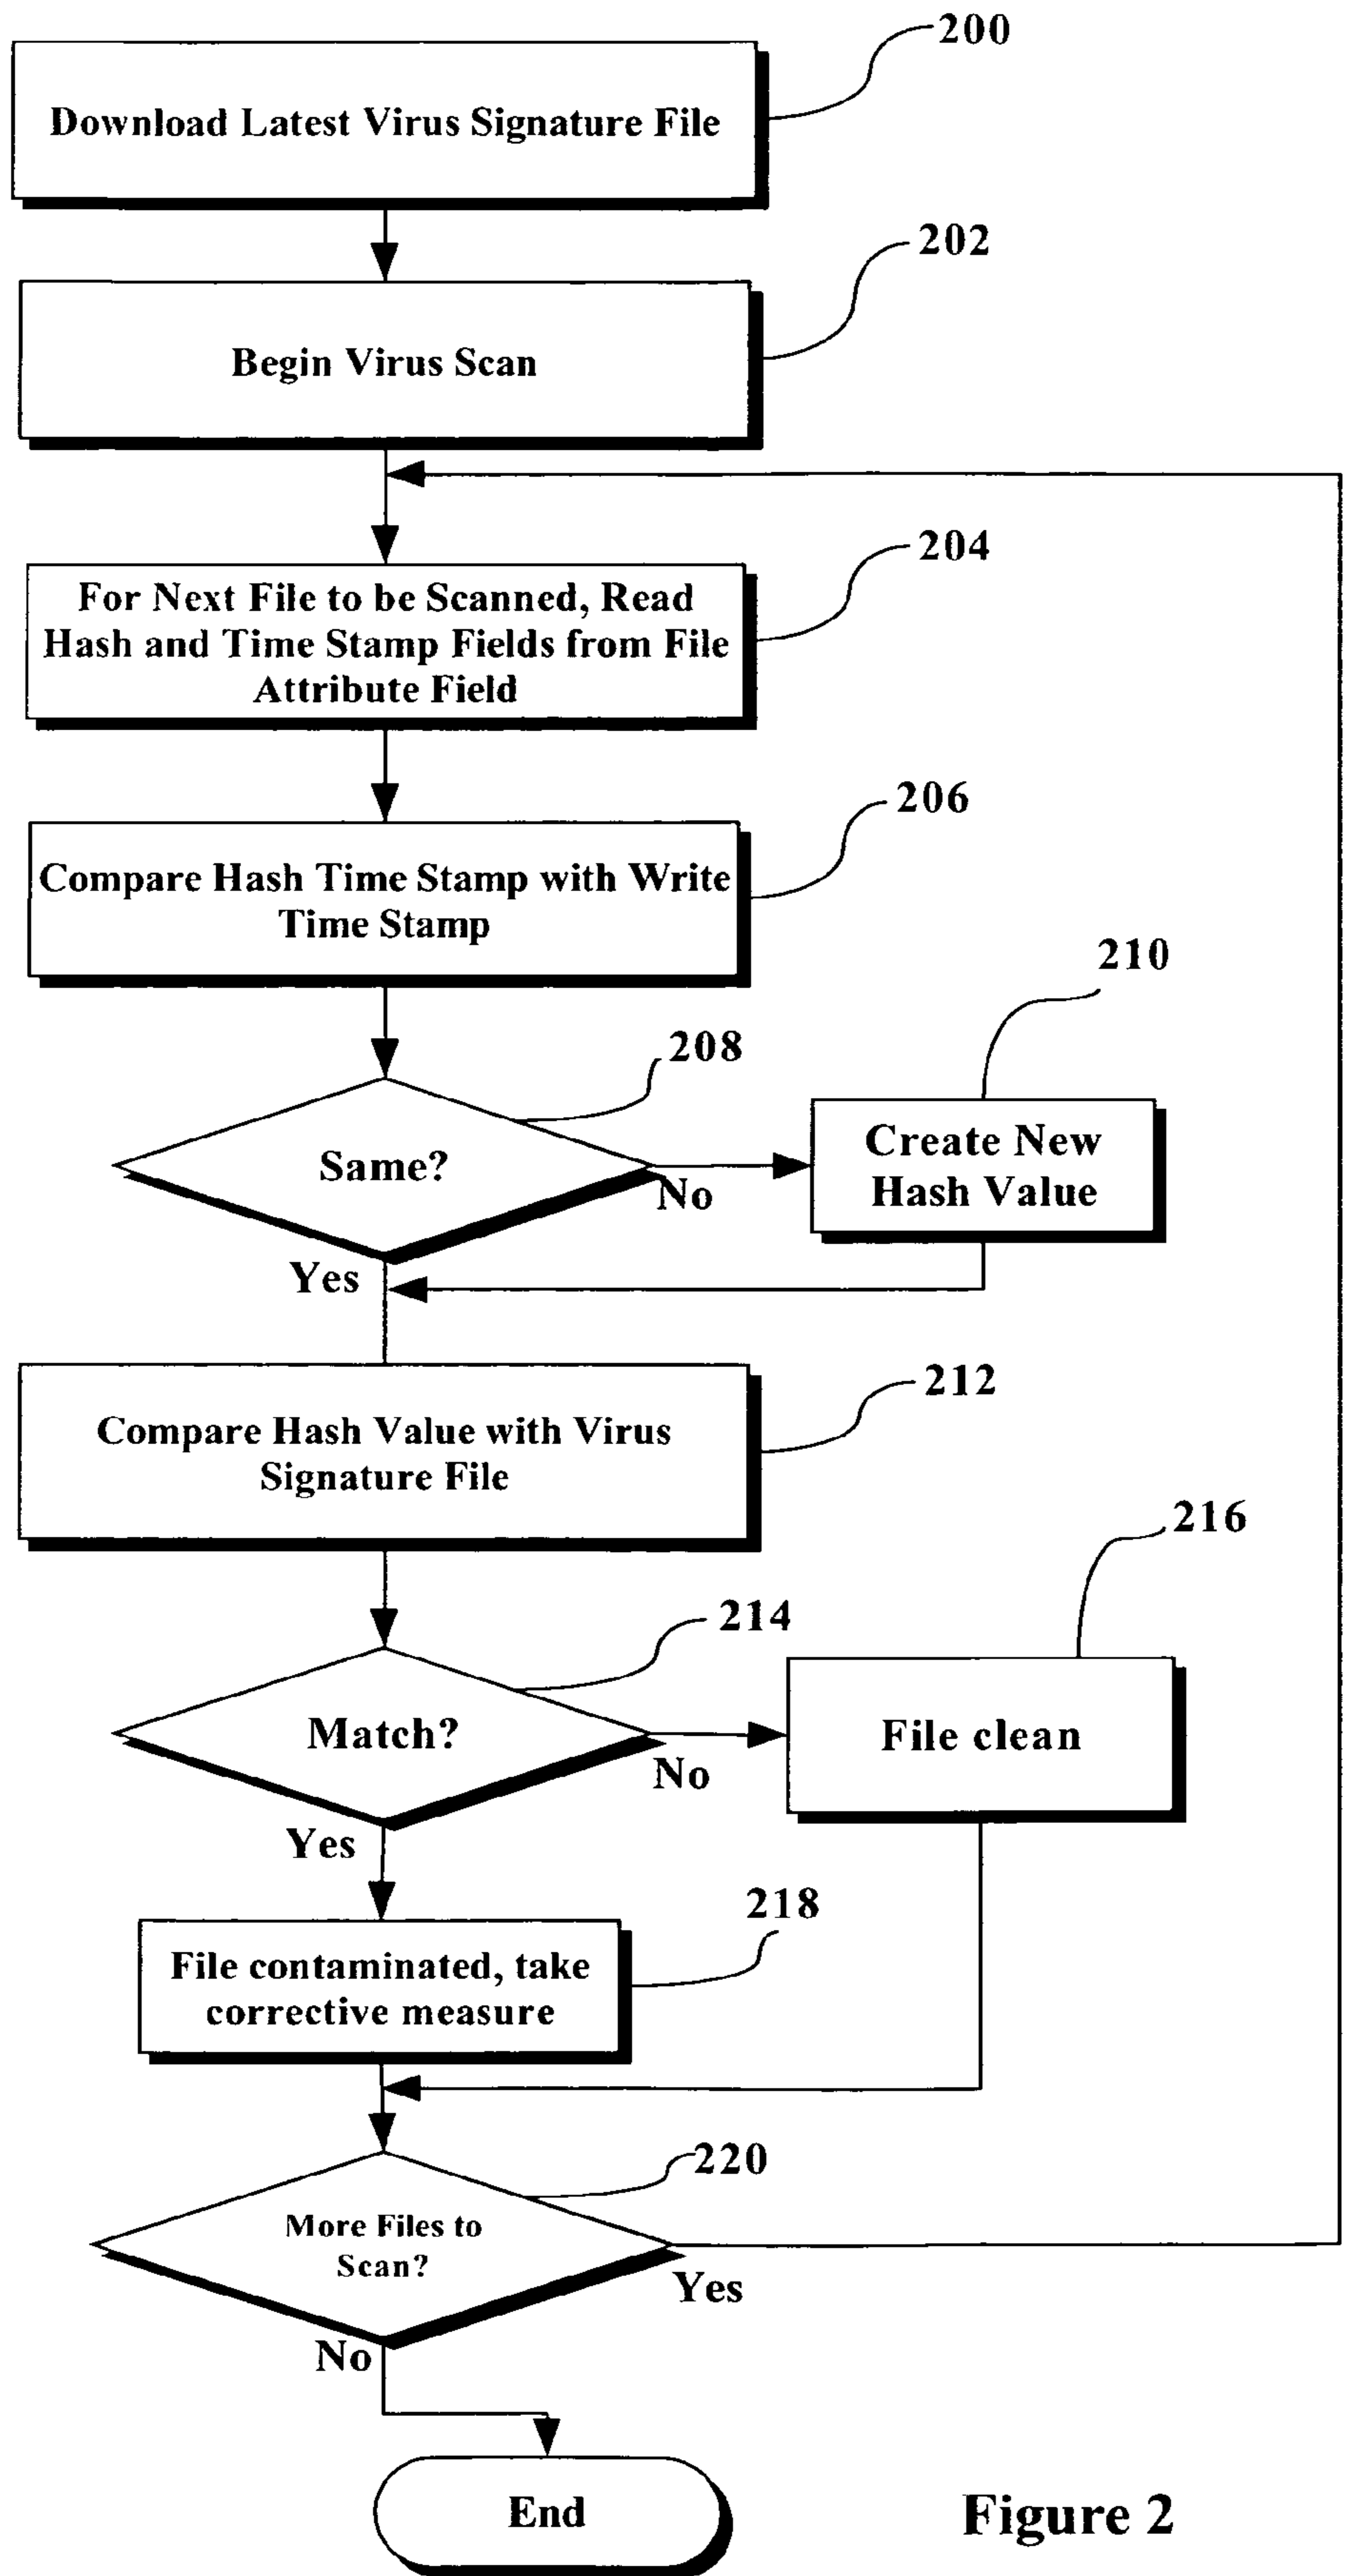 200
Download Latest Virus Signature File
202
Begin Virus Scan
204
For Next File to be Scanned, Read
Hash and Time Stamp Fields from File
Attribute Field
206
Compare Hash Time Stamp with Write
Time Stamp
210
208
Same?
No
Create New
Hash Value
Yes
212
Compare Hash Value with Virus
Signature File
216
214
Match?
No
File clean
Yes
218
File contaminated, take
corrective measure
220
More Files to
Scan?
Yes
No
End
Figure 2